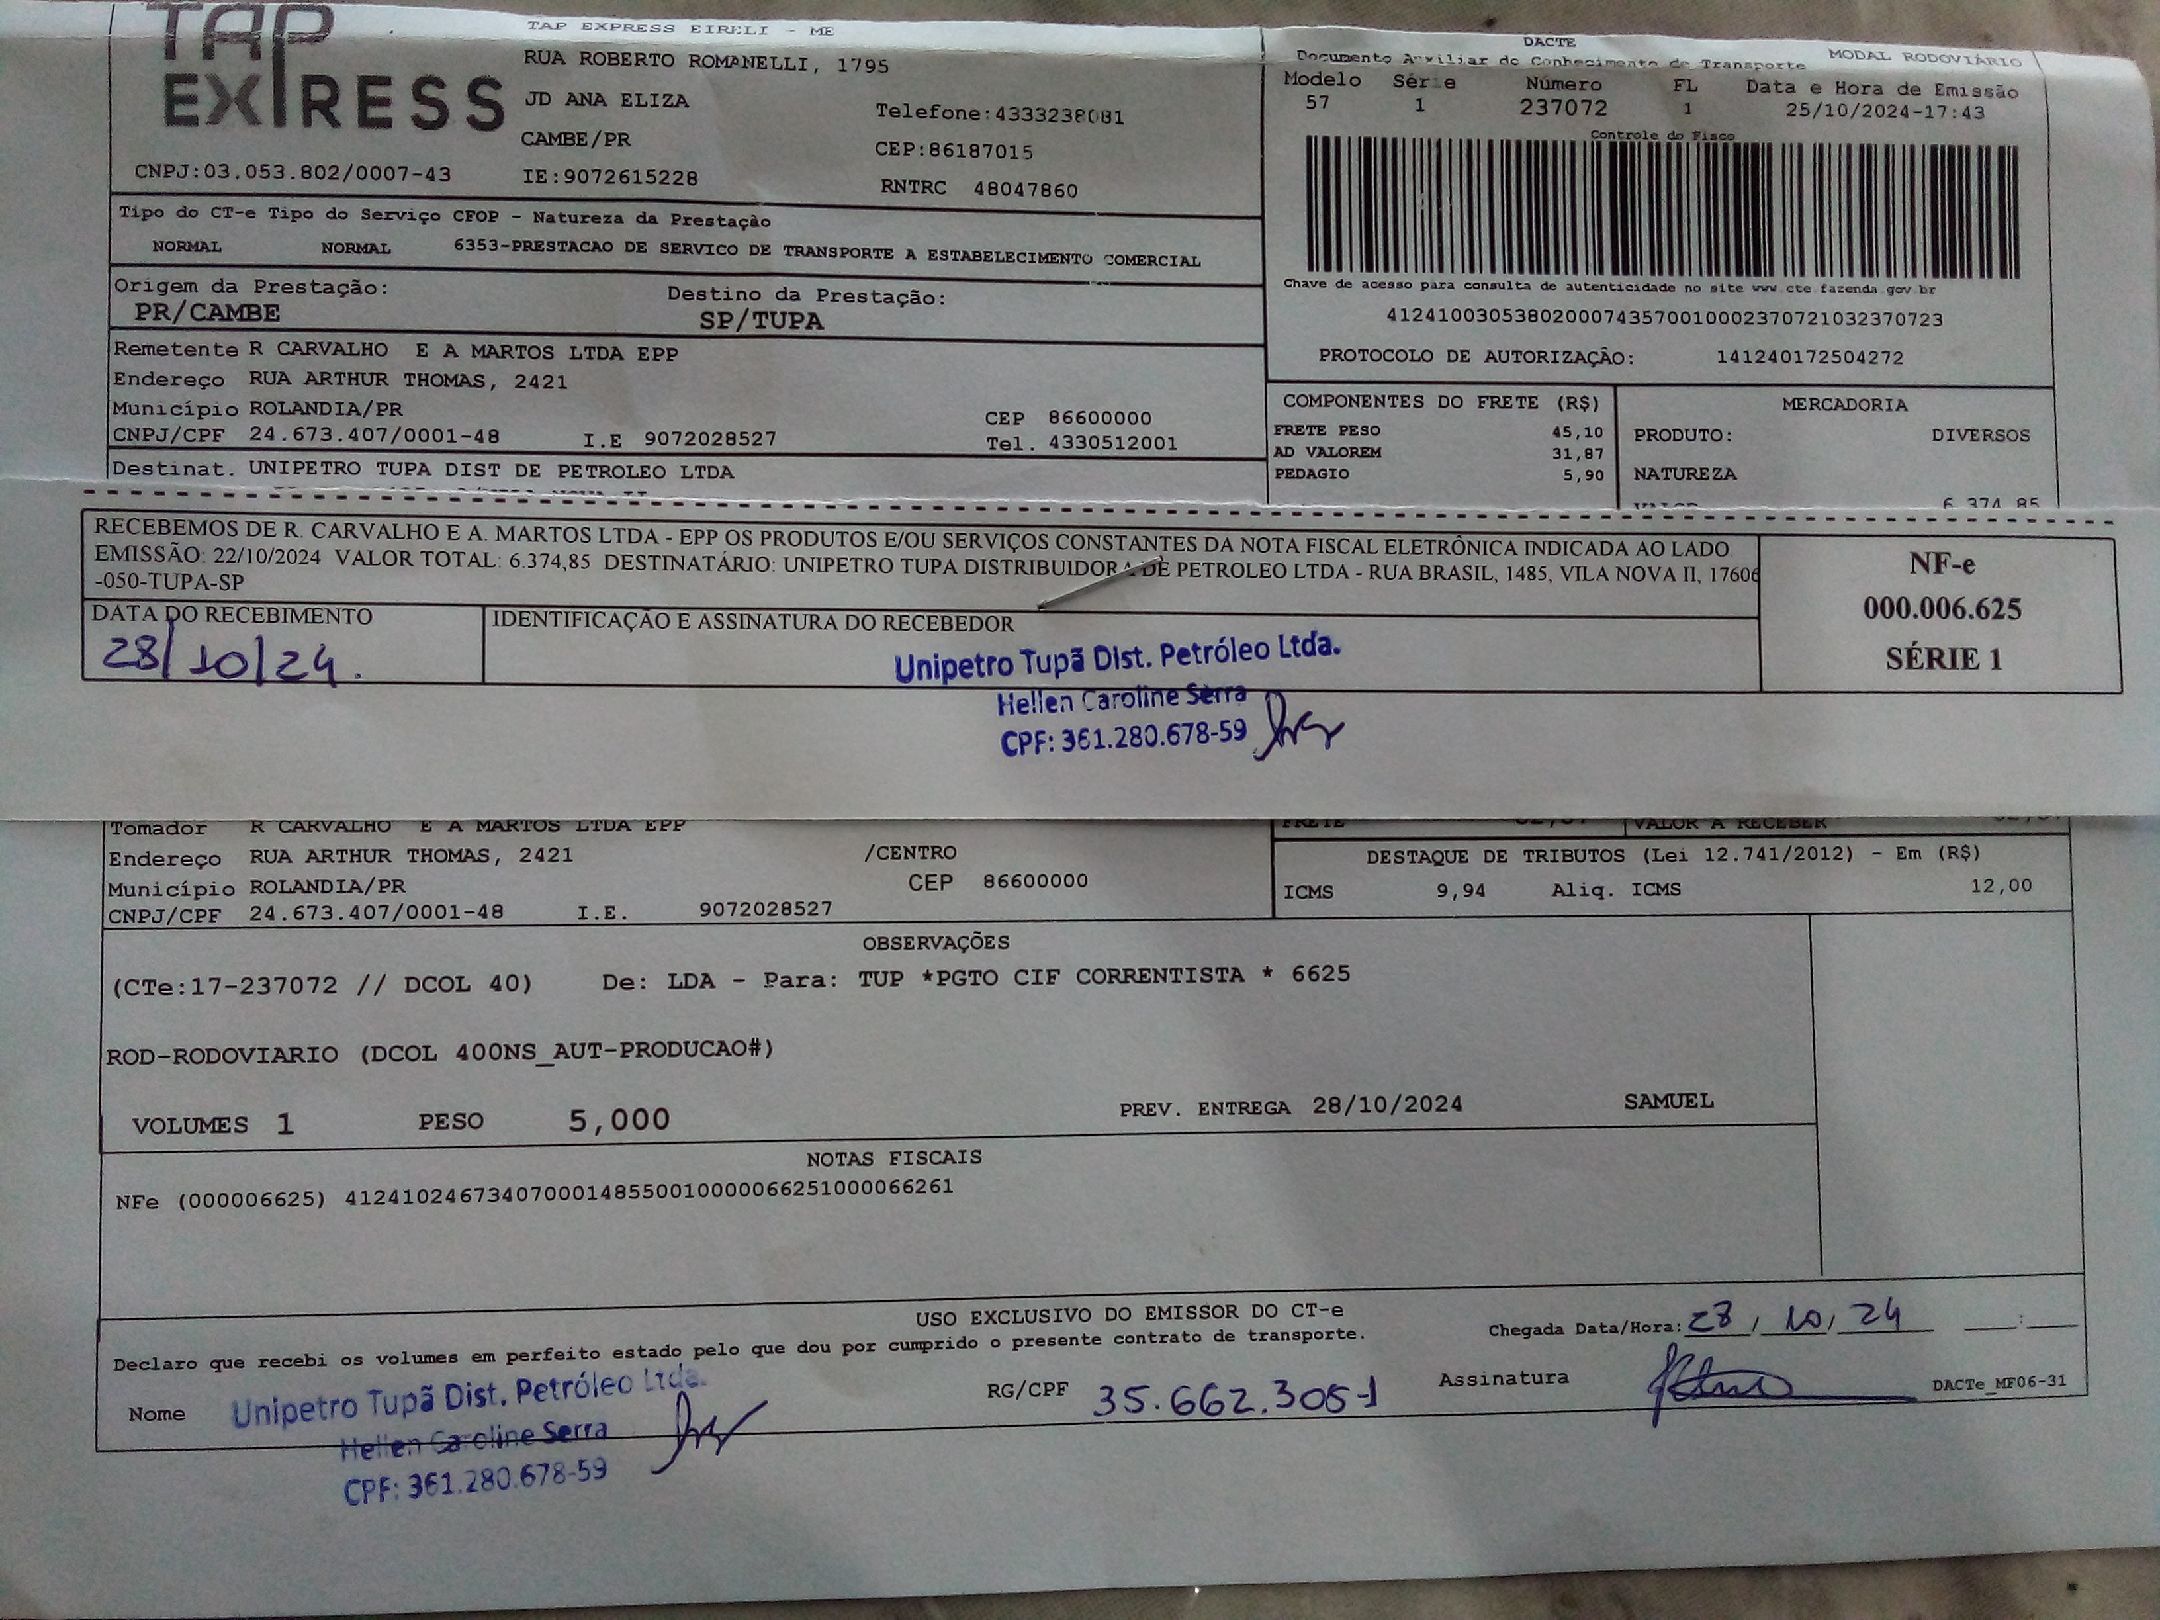 TAP
EXPRESS
TAP EXPRESS EIRELI - ME
RUA ROBERTO ROMANELLI, 1795
JD ANA ELIZA
Telefone:4333238081
CAMBE/PR
CEP:86187015
CNPJ:03.053.802/0007-43 IE:9072615228 RNTRC 48047860
DACTE
Documento Auxiliar do Conhecimento de Transporte MODAL RODOVIÁRIO
Modelo Série Número FL Data e Hora de Emissão
57 1 237072 1 25/10/2024-17:43
Controle do Fisco
Chave de acesso para consulta de autenticidade no site www.cte.fazenda.gov.br
41241003053802000743570010002370721032370723
PROTOCOLO DE AUTORIZAÇÃO: 141240172504272
Tipo do CT-e Tipo do Serviço CFOP - Natureza da Prestação
NORMAL NORMAL 6353-PRESTACAO DE SERVICO DE TRANSPORTE A ESTABELECIMENTO COMERCIAL
Origem da Prestação: Destino da Prestação:
PR/CAMBE SP/TUPA
Remetente R CARVALHO E A MARTOS LTDA EPP
Endereço RUA ARTHUR THOMAS, 2421
Município ROLANDIA/PR CEP 86600000
CNPJ/CPF 24.673.407/0001-48 I.E 9072028527 Tel. 4330512001
Destinat. UNIPETRO TUPA DIST DE PETROLEO LTDA
COMPONENTES DO FRETE (R$)
FRETE PESO 45,10
AD VALOREM 31,87
PEDAGIO 5,90
MERCADORIA
PRODUTO: DIVERSOS
NATUREZA
VALOR 6.374,85
RECEBEMOS DE R. CARVALHO E A. MARTOS LTDA - EPP OS PRODUTOS E/OU SERVIÇOS CONSTANTES DA NOTA FISCAL ELETRÔNICA INDICADA AO LADO
EMISSÃO: 22/10/2024 VALOR TOTAL: 6.374,85 DESTINATÁRIO: UNIPETRO TUPA DISTRIBUIDORA DE PETROLEO LTDA - RUA BRASIL, 1485, VILA NOVA II, 17606
-050-TUPA-SP
DATA DO RECEBIMENTO IDENTIFICAÇÃO E ASSINATURA DO RECEBEDOR
28/10/24.
Unipetro Tupã Dist. Petróleo Ltda.
Hellen Caroline Serra
CPF: 361.280.678-59
NF-e
000.006.625
SÉRIE 1
Tomador R CARVALHO E A MARTOS LTDA EPP
Endereço RUA ARTHUR THOMAS, 2421 /CENTRO
Município ROLANDIA/PR CEP 86600000
CNPJ/CPF 24.673.407/0001-48 I.E. 9072028527
FRETE VALOR A RECEBER
DESTAQUE DE TRIBUTOS (Lei 12.741/2012) - Em (R$)
ICMS 9,94 Aliq. ICMS 12,00
OBSERVAÇÕES
(CTe:17-237072 // DCOL 40) De: LDA - Para: TUP *PGTO CIF CORRENTISTA * 6625
ROD-RODOVIARIO (DCOL 400NS_AUT-PRODUCAO#)
VOLUMES 1 PESO 5,000 PREV. ENTREGA 28/10/2024 SAMUEL
NOTAS FISCAIS
NFe (000006625) 41241024673407000148550010000066251000066261
USO EXCLUSIVO DO EMISSOR DO CT-e
Declaro que recebi os volumes em perfeito estado pelo que dou por cumprido o presente contrato de transporte.
Chegada Data/Hora: 28/10/24 __:__
Nome Unipetro Tupã Dist. Petróleo Ltda.
Hellen Caroline Serra
CPF: 361.280.678-59
RG/CPF 35.662.305-1 Assinatura
DACTe_MF06-31